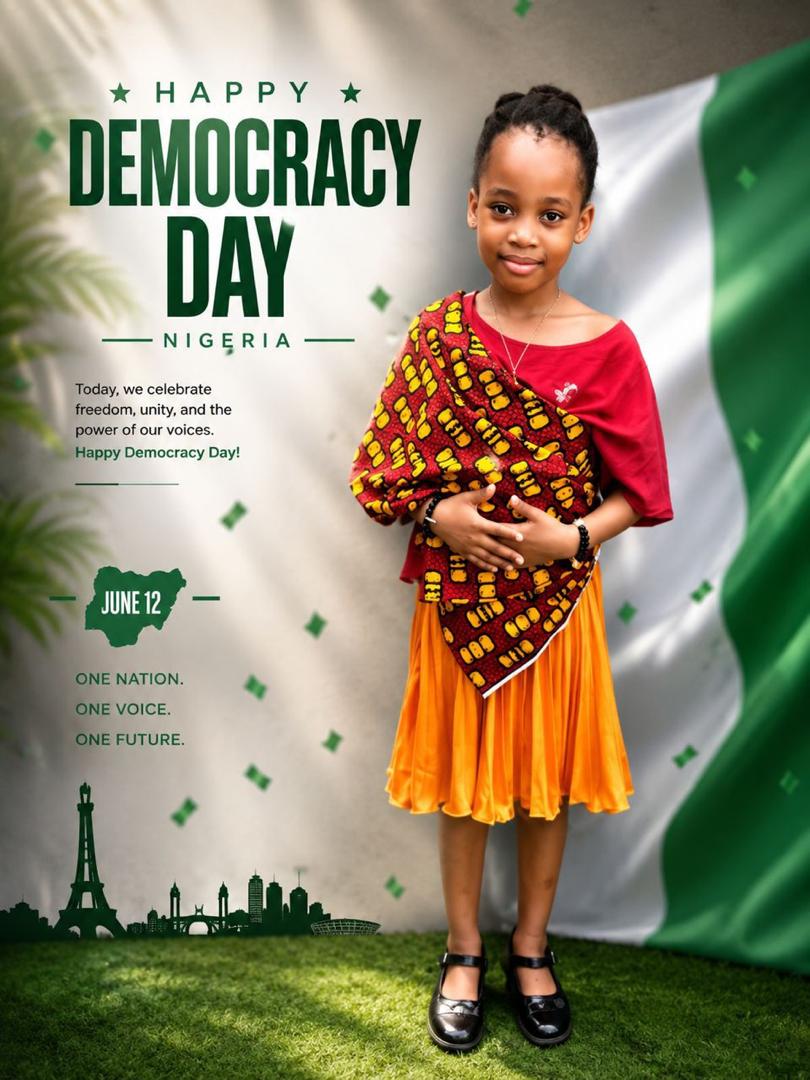 ★ HAPPY ★
DEMOCRACY
DAY
NIGERIA
Today, we celebrate
freedom, unity, and the
power of our voices.
Happy Democracy Day!
JUNE 12
ONE NATION.
ONE VOICE.
ONE FUTURE.